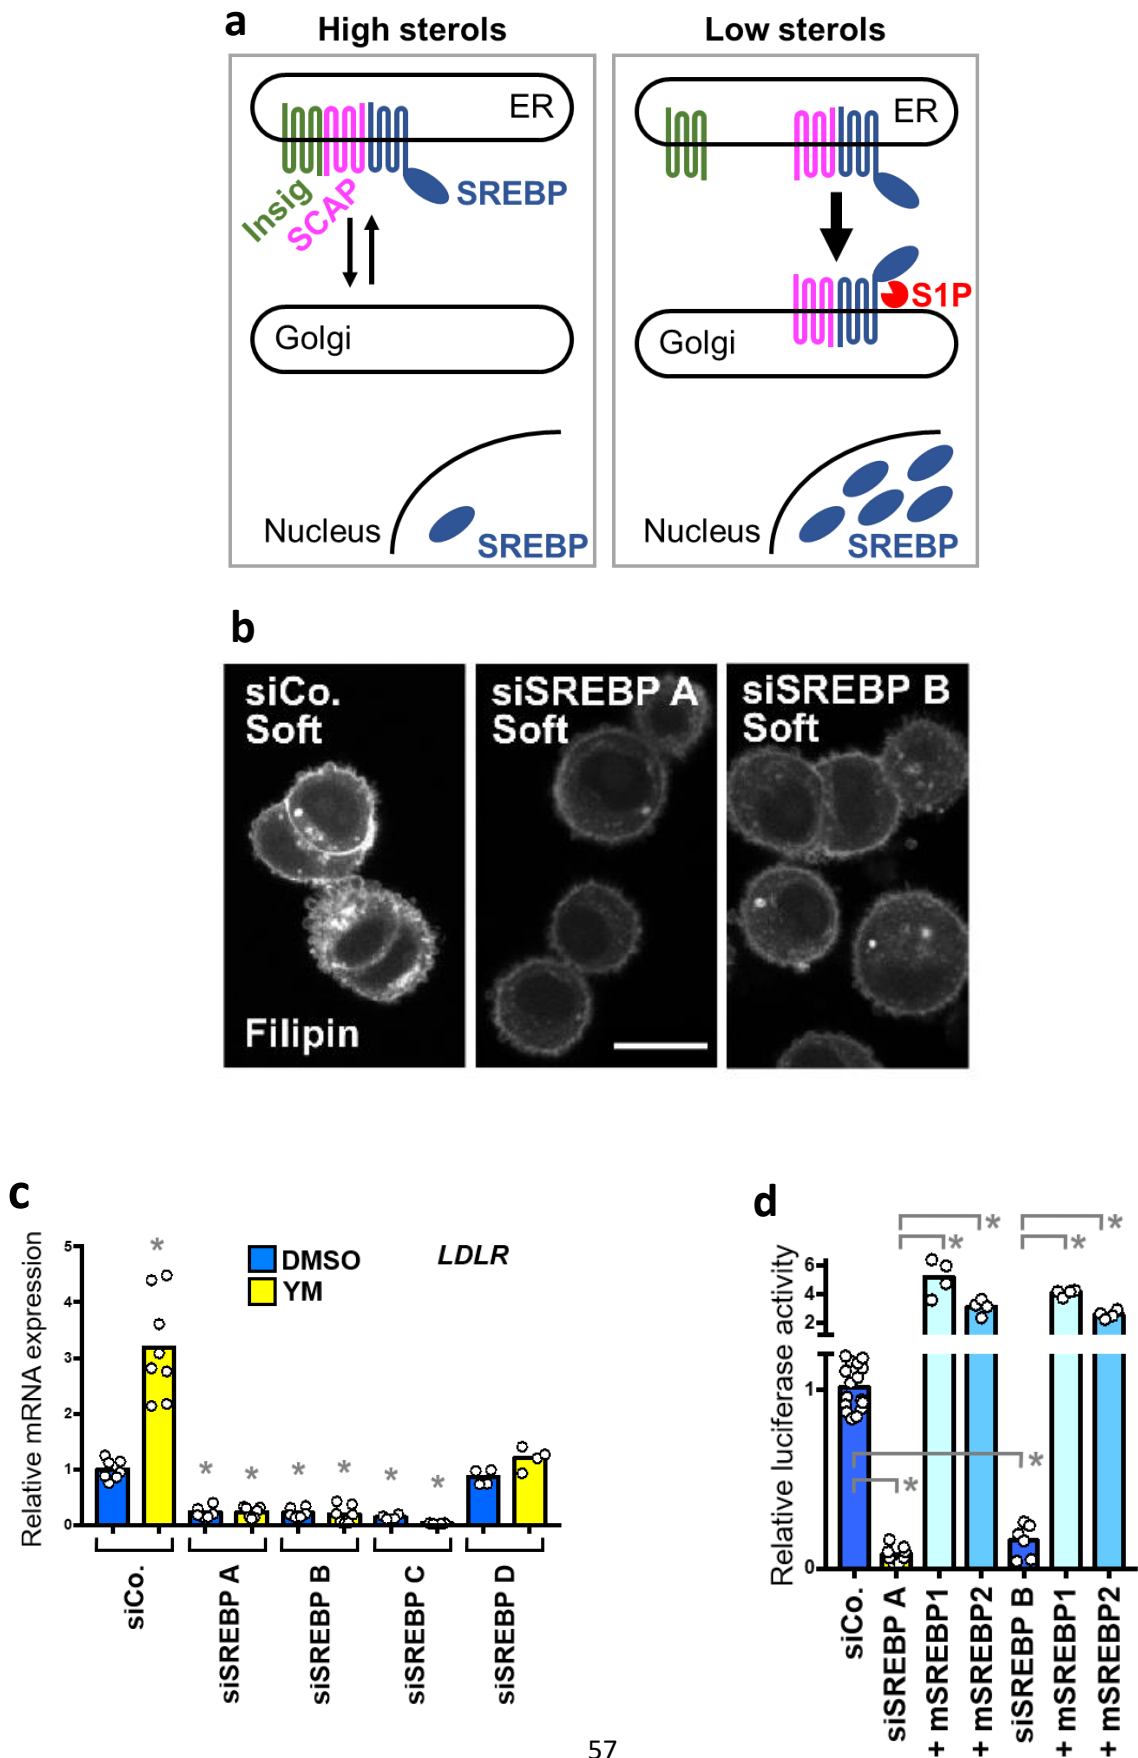 a
High sterols
Low sterols
ER
Insig
SCAP
SREBP
Golgi
Nucleus
SREBP
ER
S1P
Golgi
Nucleus
SREBP
b
siCo.
Soft
Filipin
siSREBP A
Soft
siSREBP B
Soft
c
Relative mRNA expression
5
4
3
2
1
0
*
DMSO
YM
LDLR
*
*
*
*
*
*
siCo.
siSREBP A
siSREBP B
siSREBP C
siSREBP D
d
Relative luciferase activity
6
4
2
1
0
*
*
*
*
*
*
siCo.
siSREBP A
+ mSREBP1
+ mSREBP2
siSREBP B
+ mSREBP1
+ mSREBP2
57